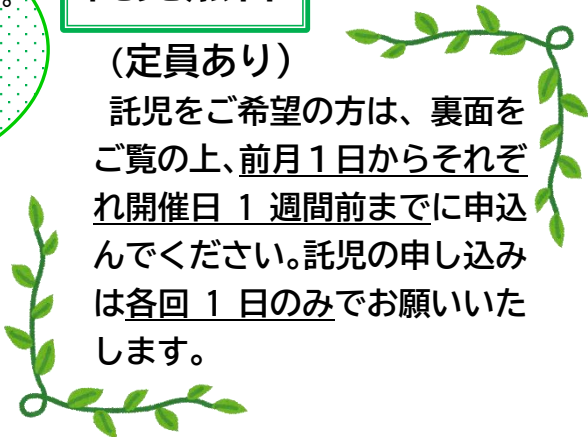 。
(定員あり)
託児をご希望の方は、裏面を
ご覧の上、前月1日からそれぞ
れ開催日 1 週間前までに申込
んでください。託児の申し込み
は各回 1 日のみでお願いいた
します。